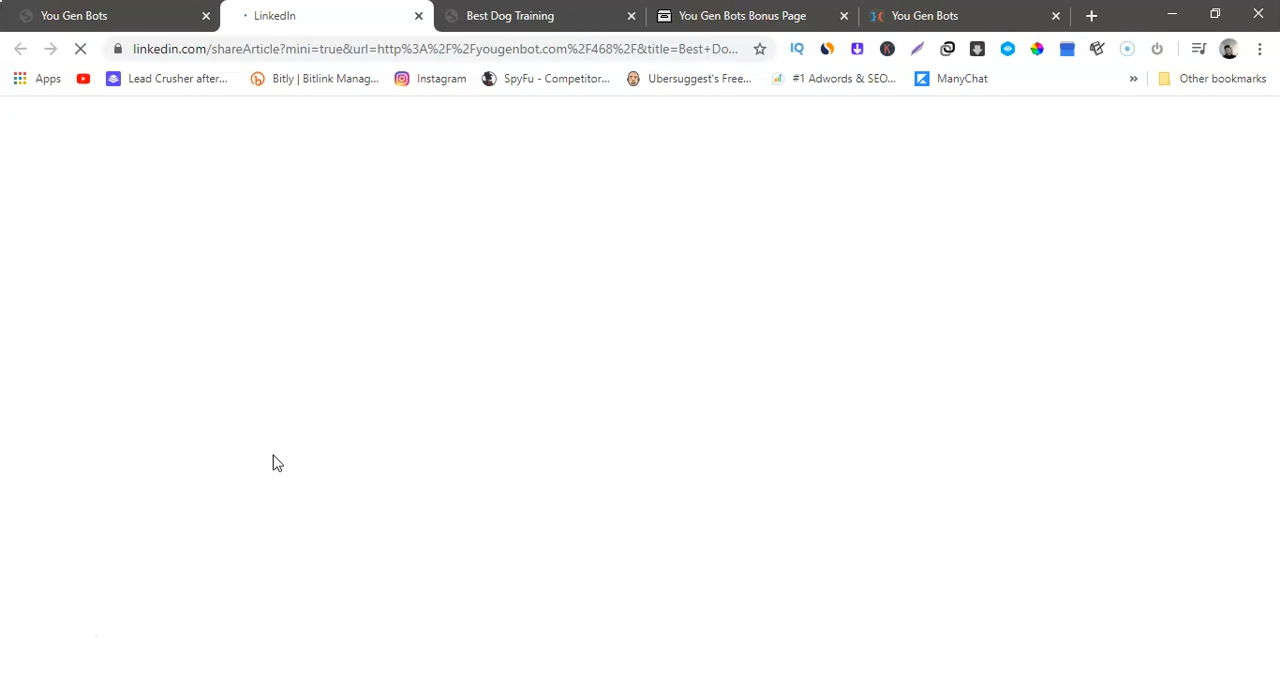 You Gen Bots
LinkedIn
Best Dog Training
You Gen Bots Bonus Page
You Gen Bots
linkedin.com/shareArticle?mini=true&url=http%3A%2F%2Fyougenbot.com%2F468%2F&title=Best+Do...
Apps
Lead Crusher after...
Bitly | Bitlink Manag...
Instagram
SpyFu - Competitor...
Ubersuggest's Free...
#1 Adwords & SEO...
ManyChat
»
Other bookmarks